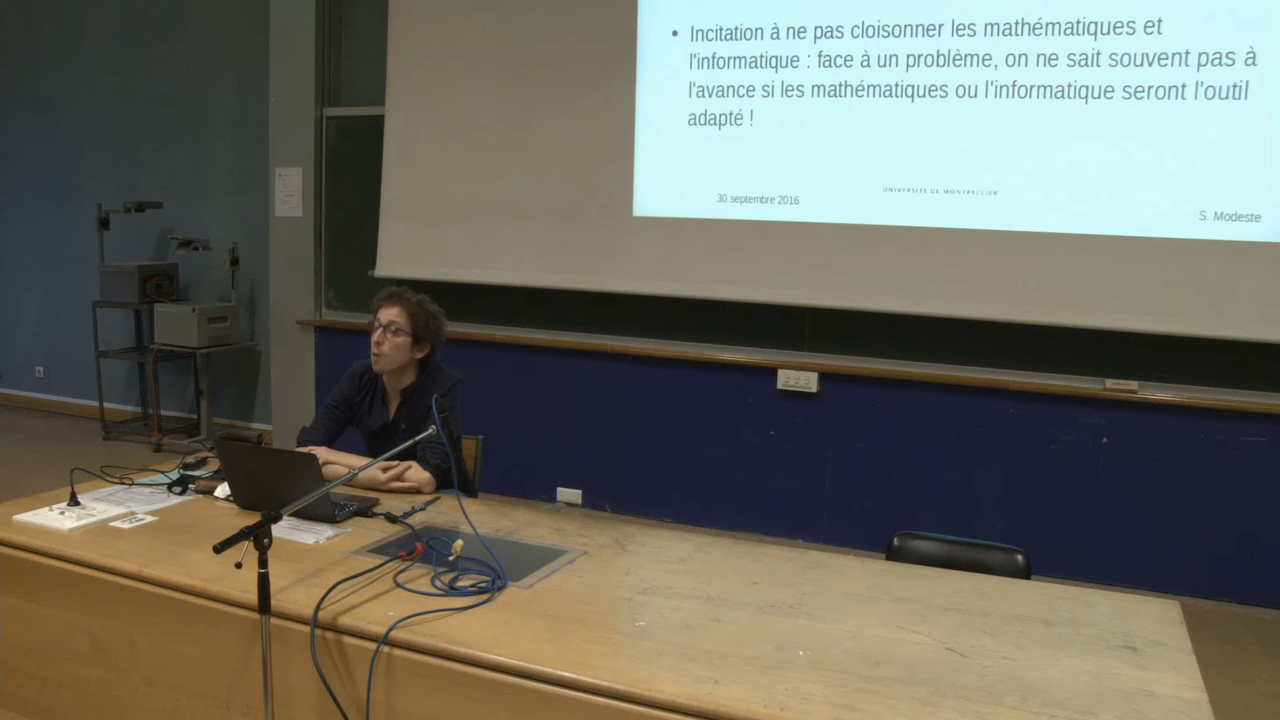 • Incitation à ne pas cloisonner les mathématiques et
l'informatique : face à un problème, on ne sait souvent pas à
l'avance si les mathématiques ou l'informatique seront l'outil
adapté !
UNIVERSITÉ DE MONTPELLIER
30 septembre 2016
S. Modeste